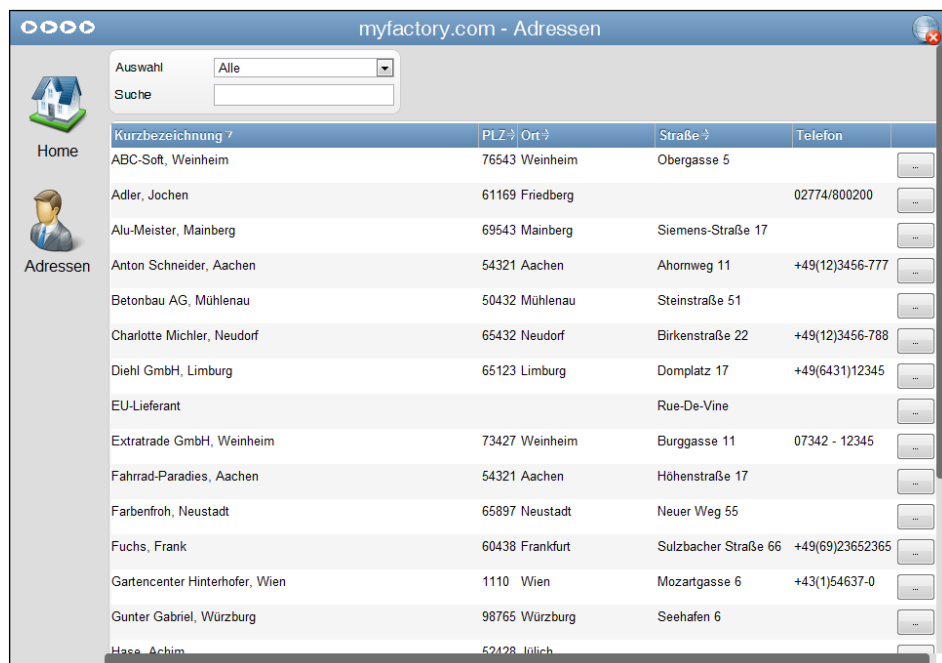 myfactory.com - Adressen
Auswahl Alle
Suche
Home
Adressen
Kurzbezeichnung PLZ Ort Straße Telefon
ABC-Soft, Weinheim 76543 Weinheim Obergasse 5 ...
Adler, Jochen 61169 Friedberg 02774/800200 ...
Alu-Meister, Mainberg 69543 Mainberg Siemens-Straße 17 ...
Anton Schneider, Aachen 54321 Aachen Ahornweg 11 +49(12)3456-777 ...
Betonbau AG, Mühlenau 50432 Mühlenau Steinstraße 51 ...
Charlotte Michler, Neudorf 65432 Neudorf Birkenstraße 22 +49(12)3456-788 ...
Diehl GmbH, Limburg 65123 Limburg Domplatz 17 +49(6431)12345 ...
EU-Lieferant Rue-De-Vine ...
Extratrade GmbH, Weinheim 73427 Weinheim Burggasse 11 07342 - 12345 ...
Fahrrad-Paradies, Aachen 54321 Aachen Höhenstraße 17 ...
Farbenfroh, Neustadt 65897 Neustadt Neuer Weg 55 ...
Fuchs, Frank 60438 Frankfurt Sulzbacher Straße 66 +49(69)23652365 ...
Gartencenter Hinterhofer, Wien 1110 Wien Mozartgasse 6 +43(1)54637-0 ...
Gunter Gabriel, Würzburg 98765 Würzburg Seehafen 6 ...
Hase, Achim 52428 Jülich